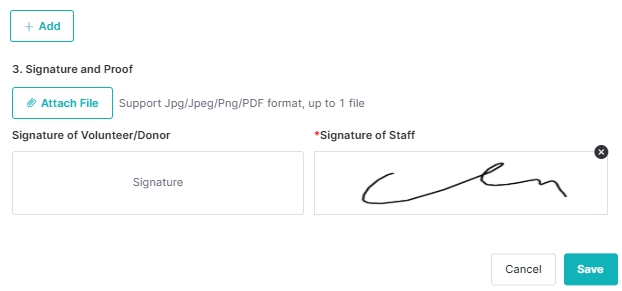 + Add
3. Signature and Proof
Attach File Support Jpg/Jpeg/Png/PDF format, up to 1 file
Signature of Volunteer/Donor *Signature of Staff
Signature
Cancel Save